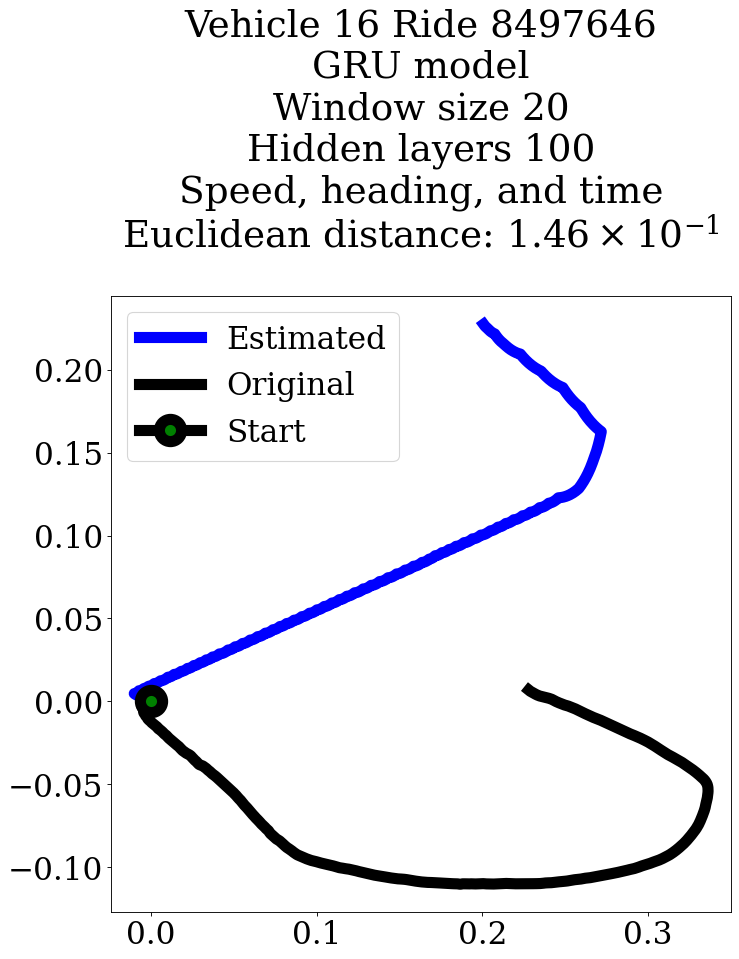 Vehicle 16 Ride 8497646
GRU model
Window size 20
Hidden layers 100
Speed, heading, and time
Euclidean distance: 1.46 × 10⁻¹
Estimated
Original
Start
0.20
0.15
0.10
0.05
0.00
−0.05
−0.10
0.0 0.1 0.2 0.3